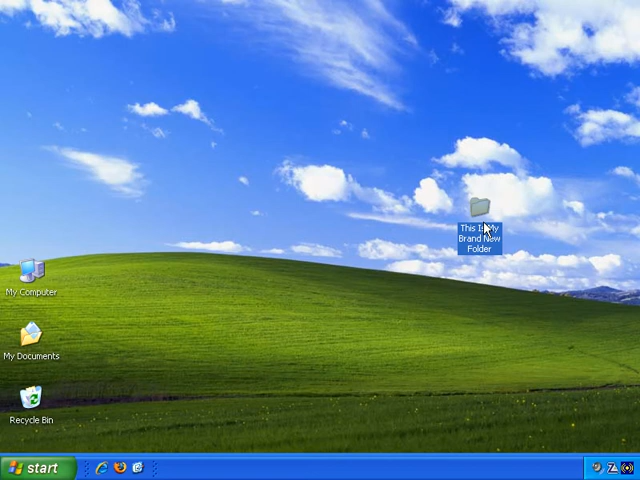 This Is My
Brand New
Folder
My Computer
My Documents
Recycle Bin
start